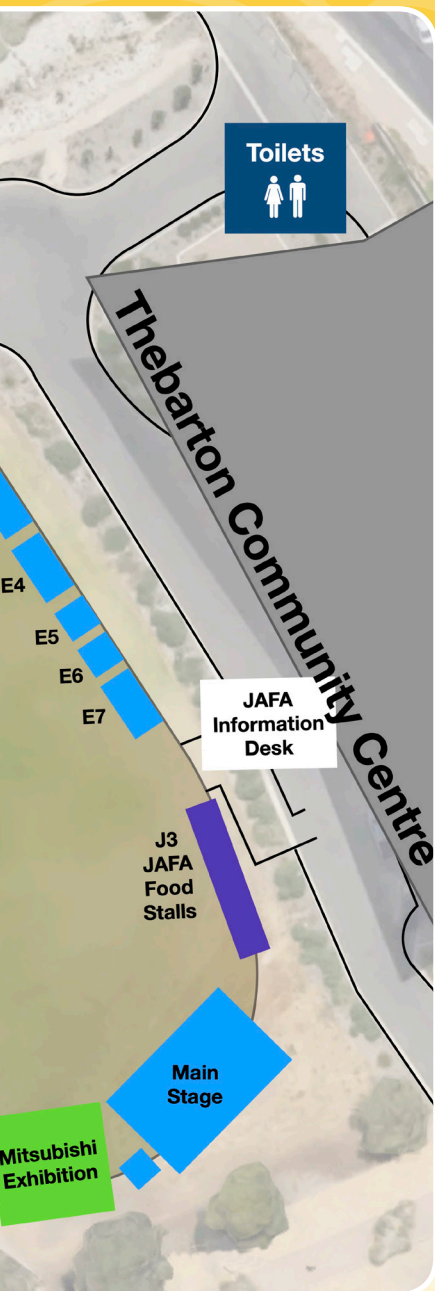 Toilets
Thebarton Community Centre
E4
E5
E6
E7
JAFA
Information
Desk
J3
JAFA
Food
Stalls
Main
Stage
Mitsubishi
Exhibition